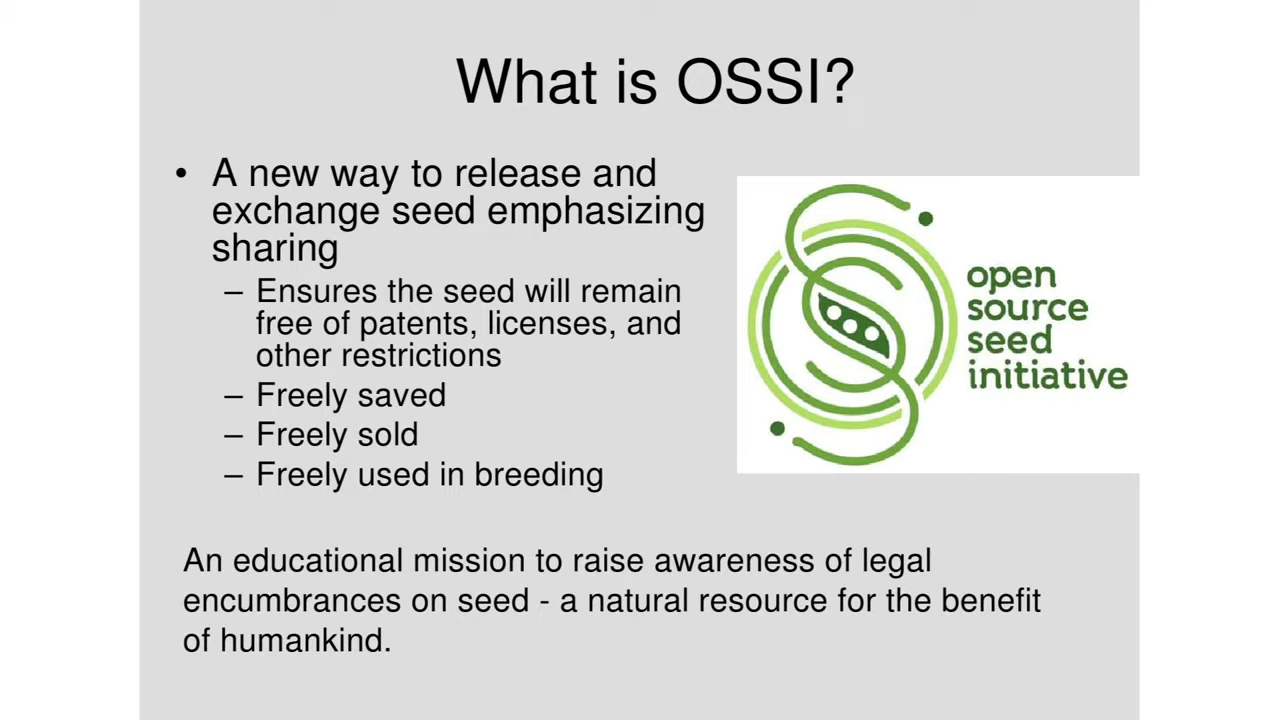 What is OSSI?
• A new way to release and
exchange seed emphasizing
sharing
– Ensures the seed will remain
free of patents, licenses, and
other restrictions
– Freely saved
– Freely sold
– Freely used in breeding
open
source
seed
initiative
An educational mission to raise awareness of legal
encumbrances on seed - a natural resource for the benefit
of humankind.